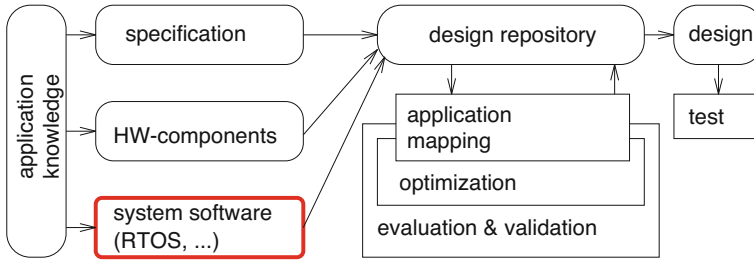 application
knowledge
specification
HW-components
system software
(RTOS, ...)
design repository
application
mapping
optimization
evaluation & validation
design
test